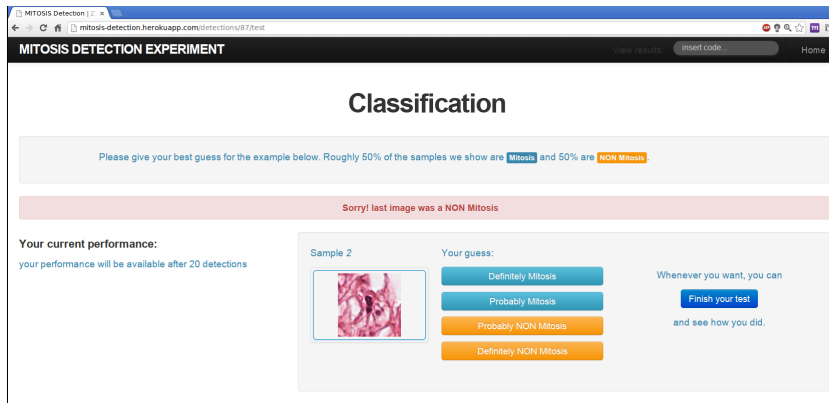 MITOSIS Detection | Z
mitosis-detection.herokuapp.com/detections/87/test
MITOSIS DETECTION EXPERIMENT
View results:
insert code...
Home
Classification
Please give your best guess for the example below. Roughly 50% of the samples we show are Mitosis and 50% are NON Mitosis.
Sorry! last image was a NON Mitosis
Your current performance:
your performance will be available after 20 detections
Sample 2
Your guess:
Definitely Mitosis
Probably Mitosis
Probably NON Mitosis
Definitely NON Mitosis
Whenever you want, you can
Finish your test
and see how you did.